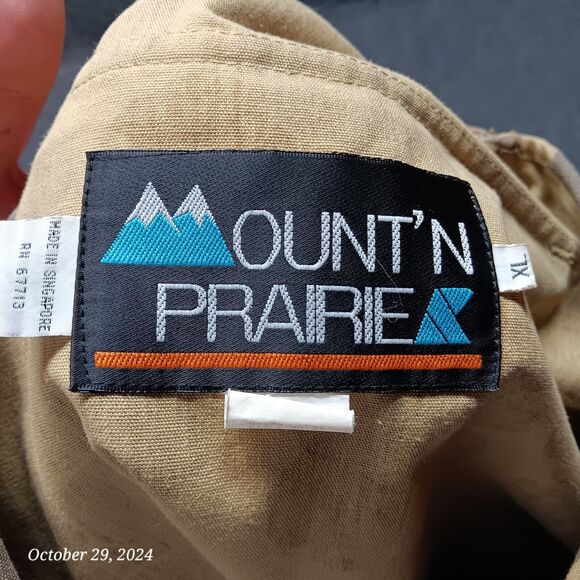 MOUNT'N
PRAIRIE
MADE IN SINGAPORE
RN 67713
XL
October 29, 2024